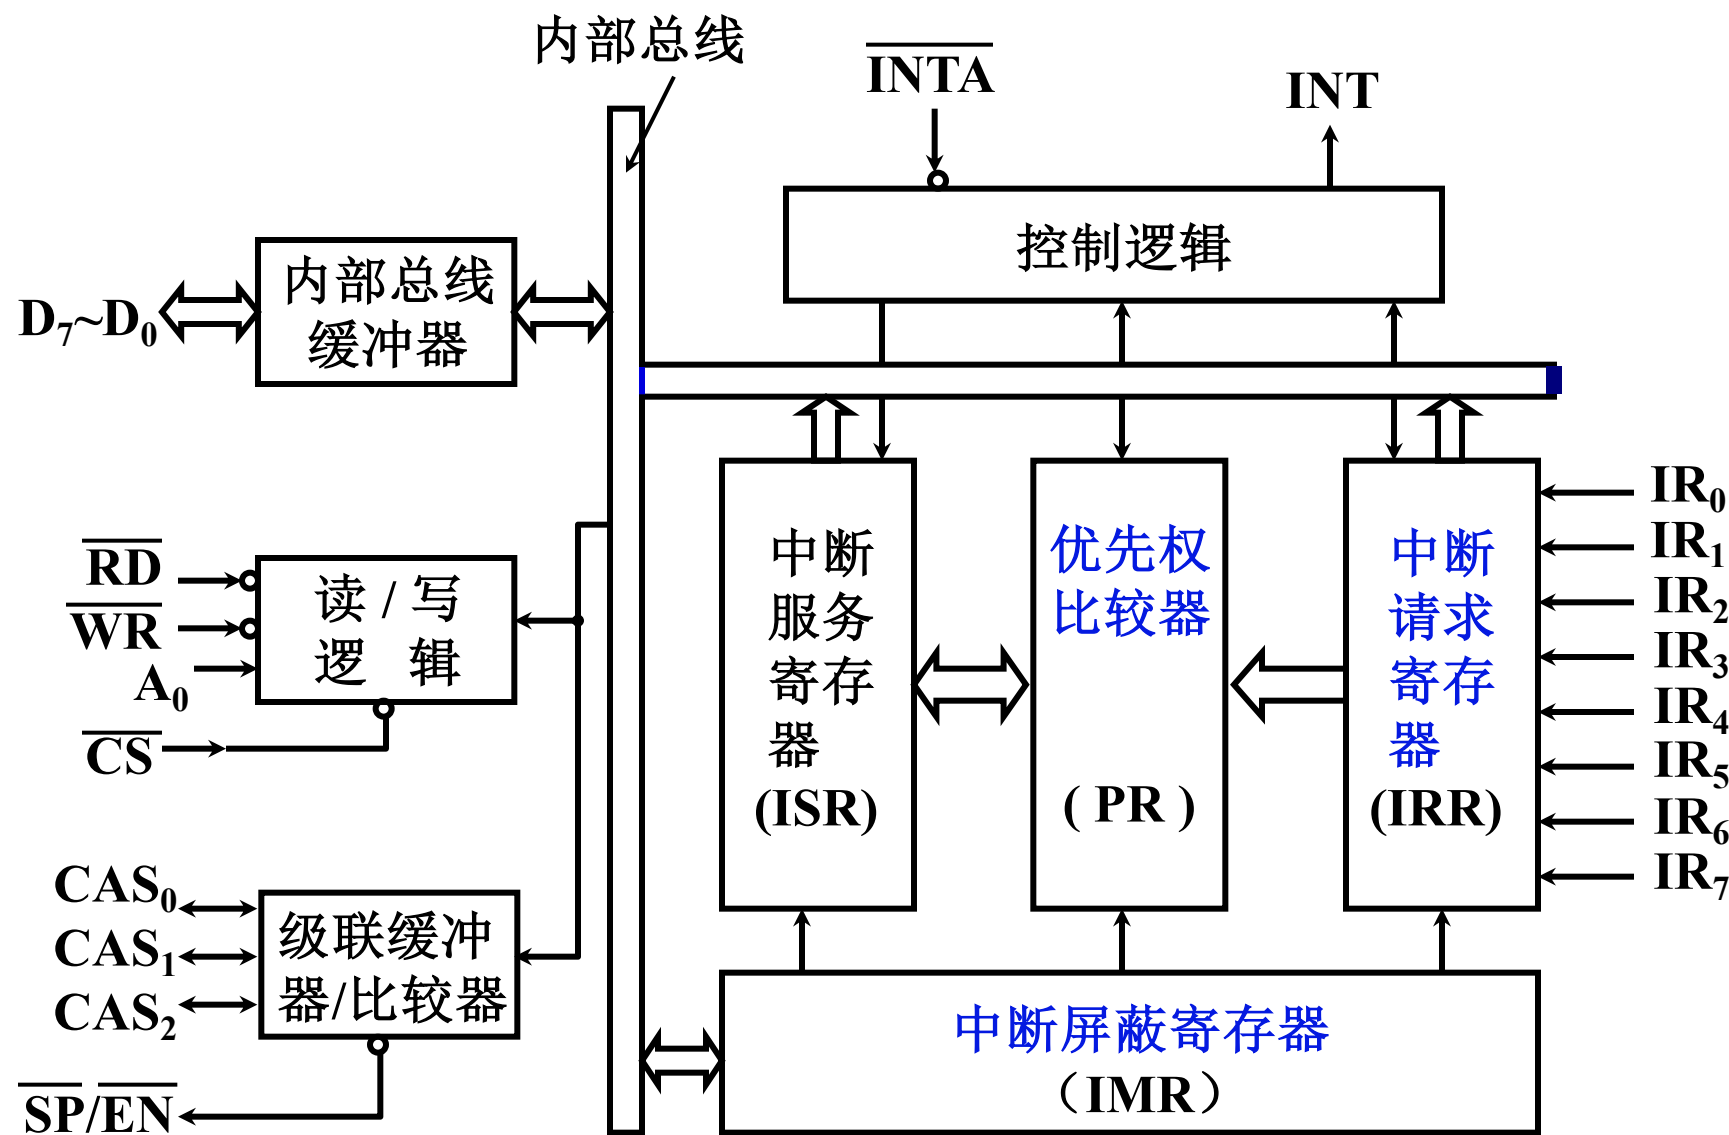 内部总线
INTA
INT
控制逻辑
内部总线
缓冲器
D7~D0
RD
WR
A0
CS
读 / 写
逻 辑
CAS0
CAS1
CAS2
级联缓冲
器/比较器
SP/EN
中断
服务
寄存
器
(ISR)
优先权
比较器
( PR )
中断
请求
寄存
器
(IRR)
IR0
IR1
IR2
IR3
IR4
IR5
IR6
IR7
中断屏蔽寄存器
（IMR）